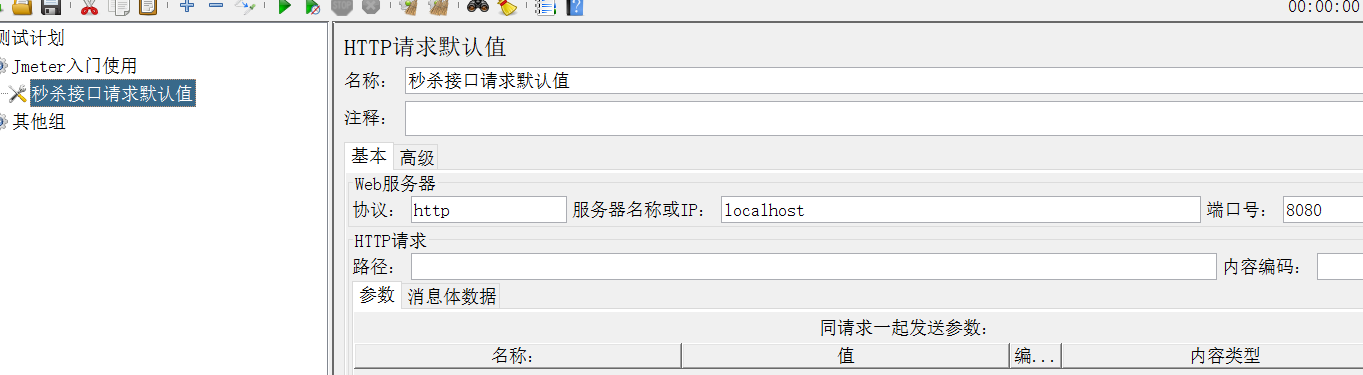 00:00:00
测试计划
Jmeter入门使用
秒杀接口请求默认值
其他组
HTTP请求默认值
名称： 秒杀接口请求默认值
注释：
基本 高级
Web服务器
协议： http 服务器名称或IP： localhost 端口号： 8080
HTTP请求
路径： 内容编码：
参数 消息体数据
同请求一起发送参数：
名称： 值 编... 内容类型